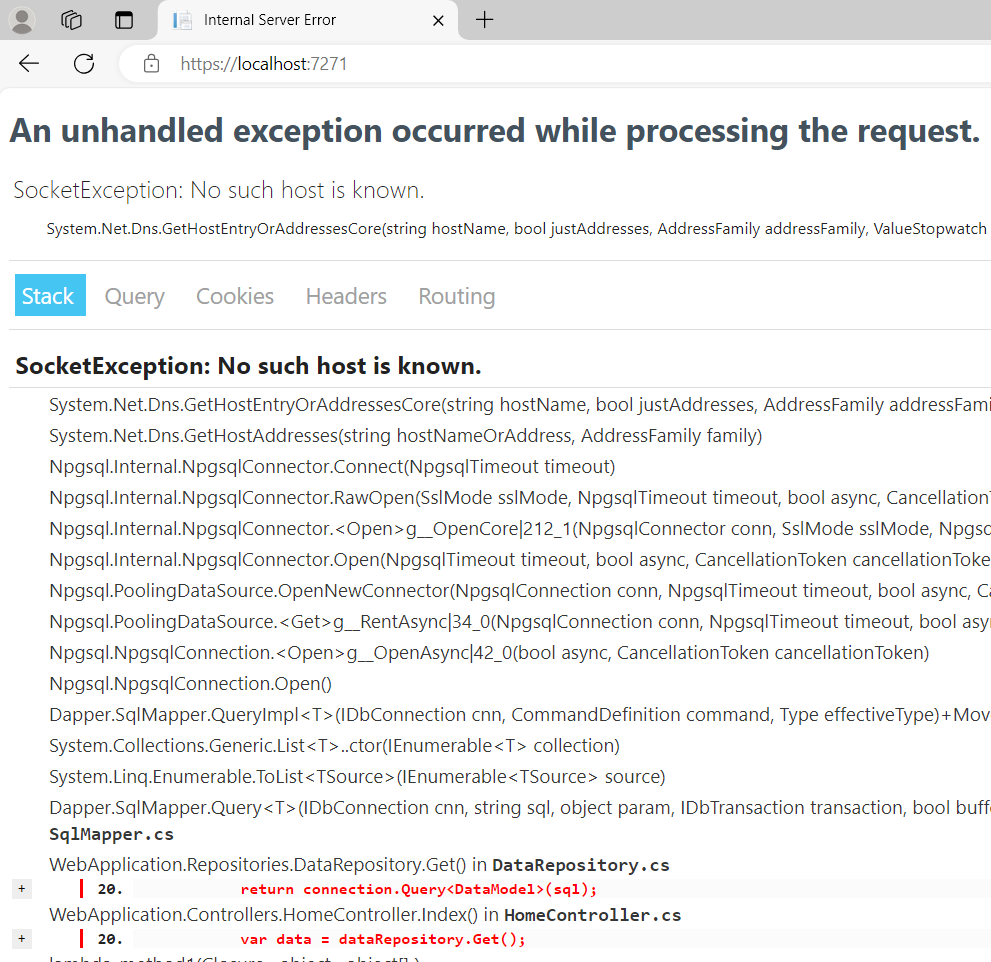 Internal Server Error
https://localhost:7271
An unhandled exception occurred while processing the request.
SocketException: No such host is known.
System.Net.Dns.GetHostEntryOrAddressesCore(string hostName, bool justAddresses, AddressFamily addressFamily, ValueStopwatch
Stack Query Cookies Headers Routing
SocketException: No such host is known.
System.Net.Dns.GetHostEntryOrAddressesCore(string hostName, bool justAddresses, AddressFamily addressFami
System.Net.Dns.GetHostAddresses(string hostNameOrAddress, AddressFamily family)
Npgsql.Internal.NpgsqlConnector.Connect(NpgsqlTimeout timeout)
Npgsql.Internal.NpgsqlConnector.RawOpen(SslMode sslMode, NpgsqlTimeout timeout, bool async, Cancellation
Npgsql.Internal.NpgsqlConnector.<Open>g__OpenCore|212_1(NpgsqlConnector conn, SslMode sslMode, Npgsq
Npgsql.Internal.NpgsqlConnector.Open(NpgsqlTimeout timeout, bool async, CancellationToken cancellationToke
Npgsql.PoolingDataSource.OpenNewConnector(NpgsqlConnection conn, NpgsqlTimeout timeout, bool async, Ca
Npgsql.PoolingDataSource.<Get>g__RentAsync|34_0(NpgsqlConnection conn, NpgsqlTimeout timeout, bool asy
Npgsql.NpgsqlConnection.<Open>g__OpenAsync|42_0(bool async, CancellationToken cancellationToken)
Npgsql.NpgsqlConnection.Open()
Dapper.SqlMapper.QueryImpl<T>(IDbConnection cnn, CommandDefinition command, Type effectiveType)+Mov
System.Collections.Generic.List<T>..ctor(IEnumerable<T> collection)
System.Linq.Enumerable.ToList<TSource>(IEnumerable<TSource> source)
Dapper.SqlMapper.Query<T>(IDbConnection cnn, string sql, object param, IDbTransaction transaction, bool buffe
SqlMapper.cs
WebApplication.Repositories.DataRepository.Get() in DataRepository.cs
+ 20. return connection.Query<DataModel>(sql);
WebApplication.Controllers.HomeController.Index() in HomeController.cs
+ 20. var data = dataRepository.Get();
lambda_method1(Closure , object , object[] )